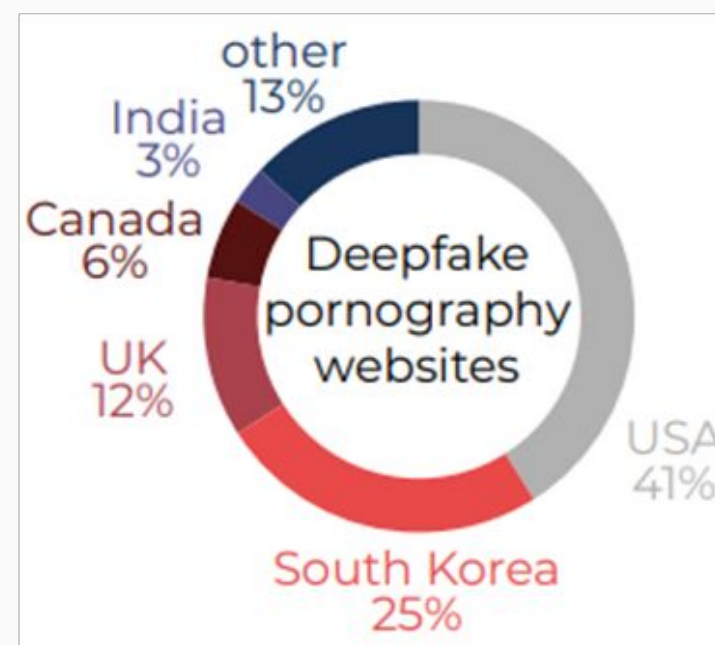 other
13%
India
3%
Canada
6%
UK
12%
Deepfake
pornography
websites
USA
41%
South Korea
25%